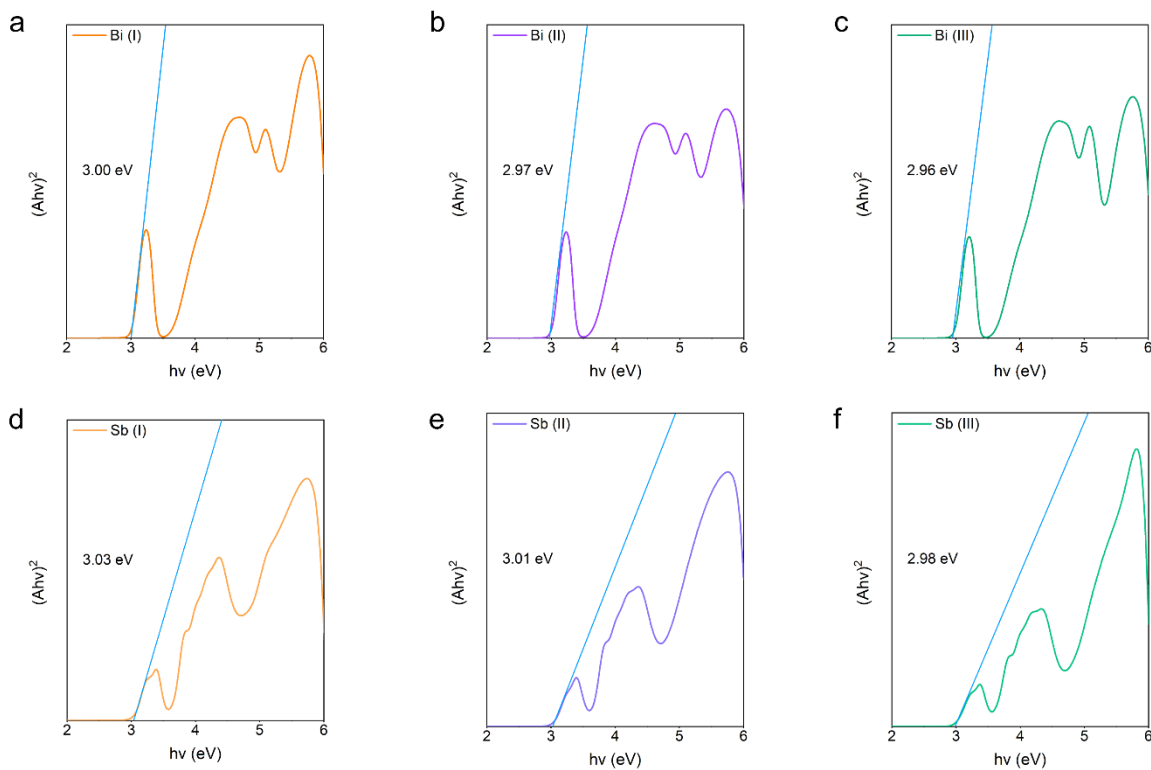 a
Bi (I)
3.00 eV
(Ahv)²
2 3 4 5 6
hv (eV)
b
Bi (II)
2.97 eV
(Ahv)²
2 3 4 5 6
hv (eV)
c
Bi (III)
2.96 eV
(Ahv)²
2 3 4 5 6
hv (eV)
d
Sb (I)
3.03 eV
(Ahv)²
2 3 4 5 6
hv (eV)
e
Sb (II)
3.01 eV
(Ahv)²
2 3 4 5 6
hv (eV)
f
Sb (III)
2.98 eV
(Ahv)²
2 3 4 5 6
hv (eV)